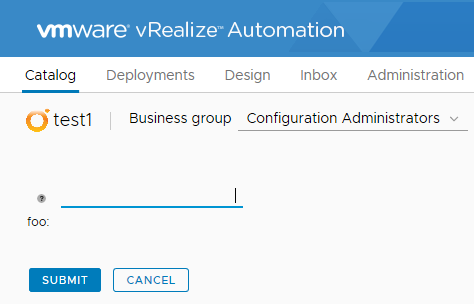 vmware® vRealize™ Automation
Catalog Deployments Design Inbox Administration
test1 Business group Configuration Administrators
?
foo:
SUBMIT CANCEL